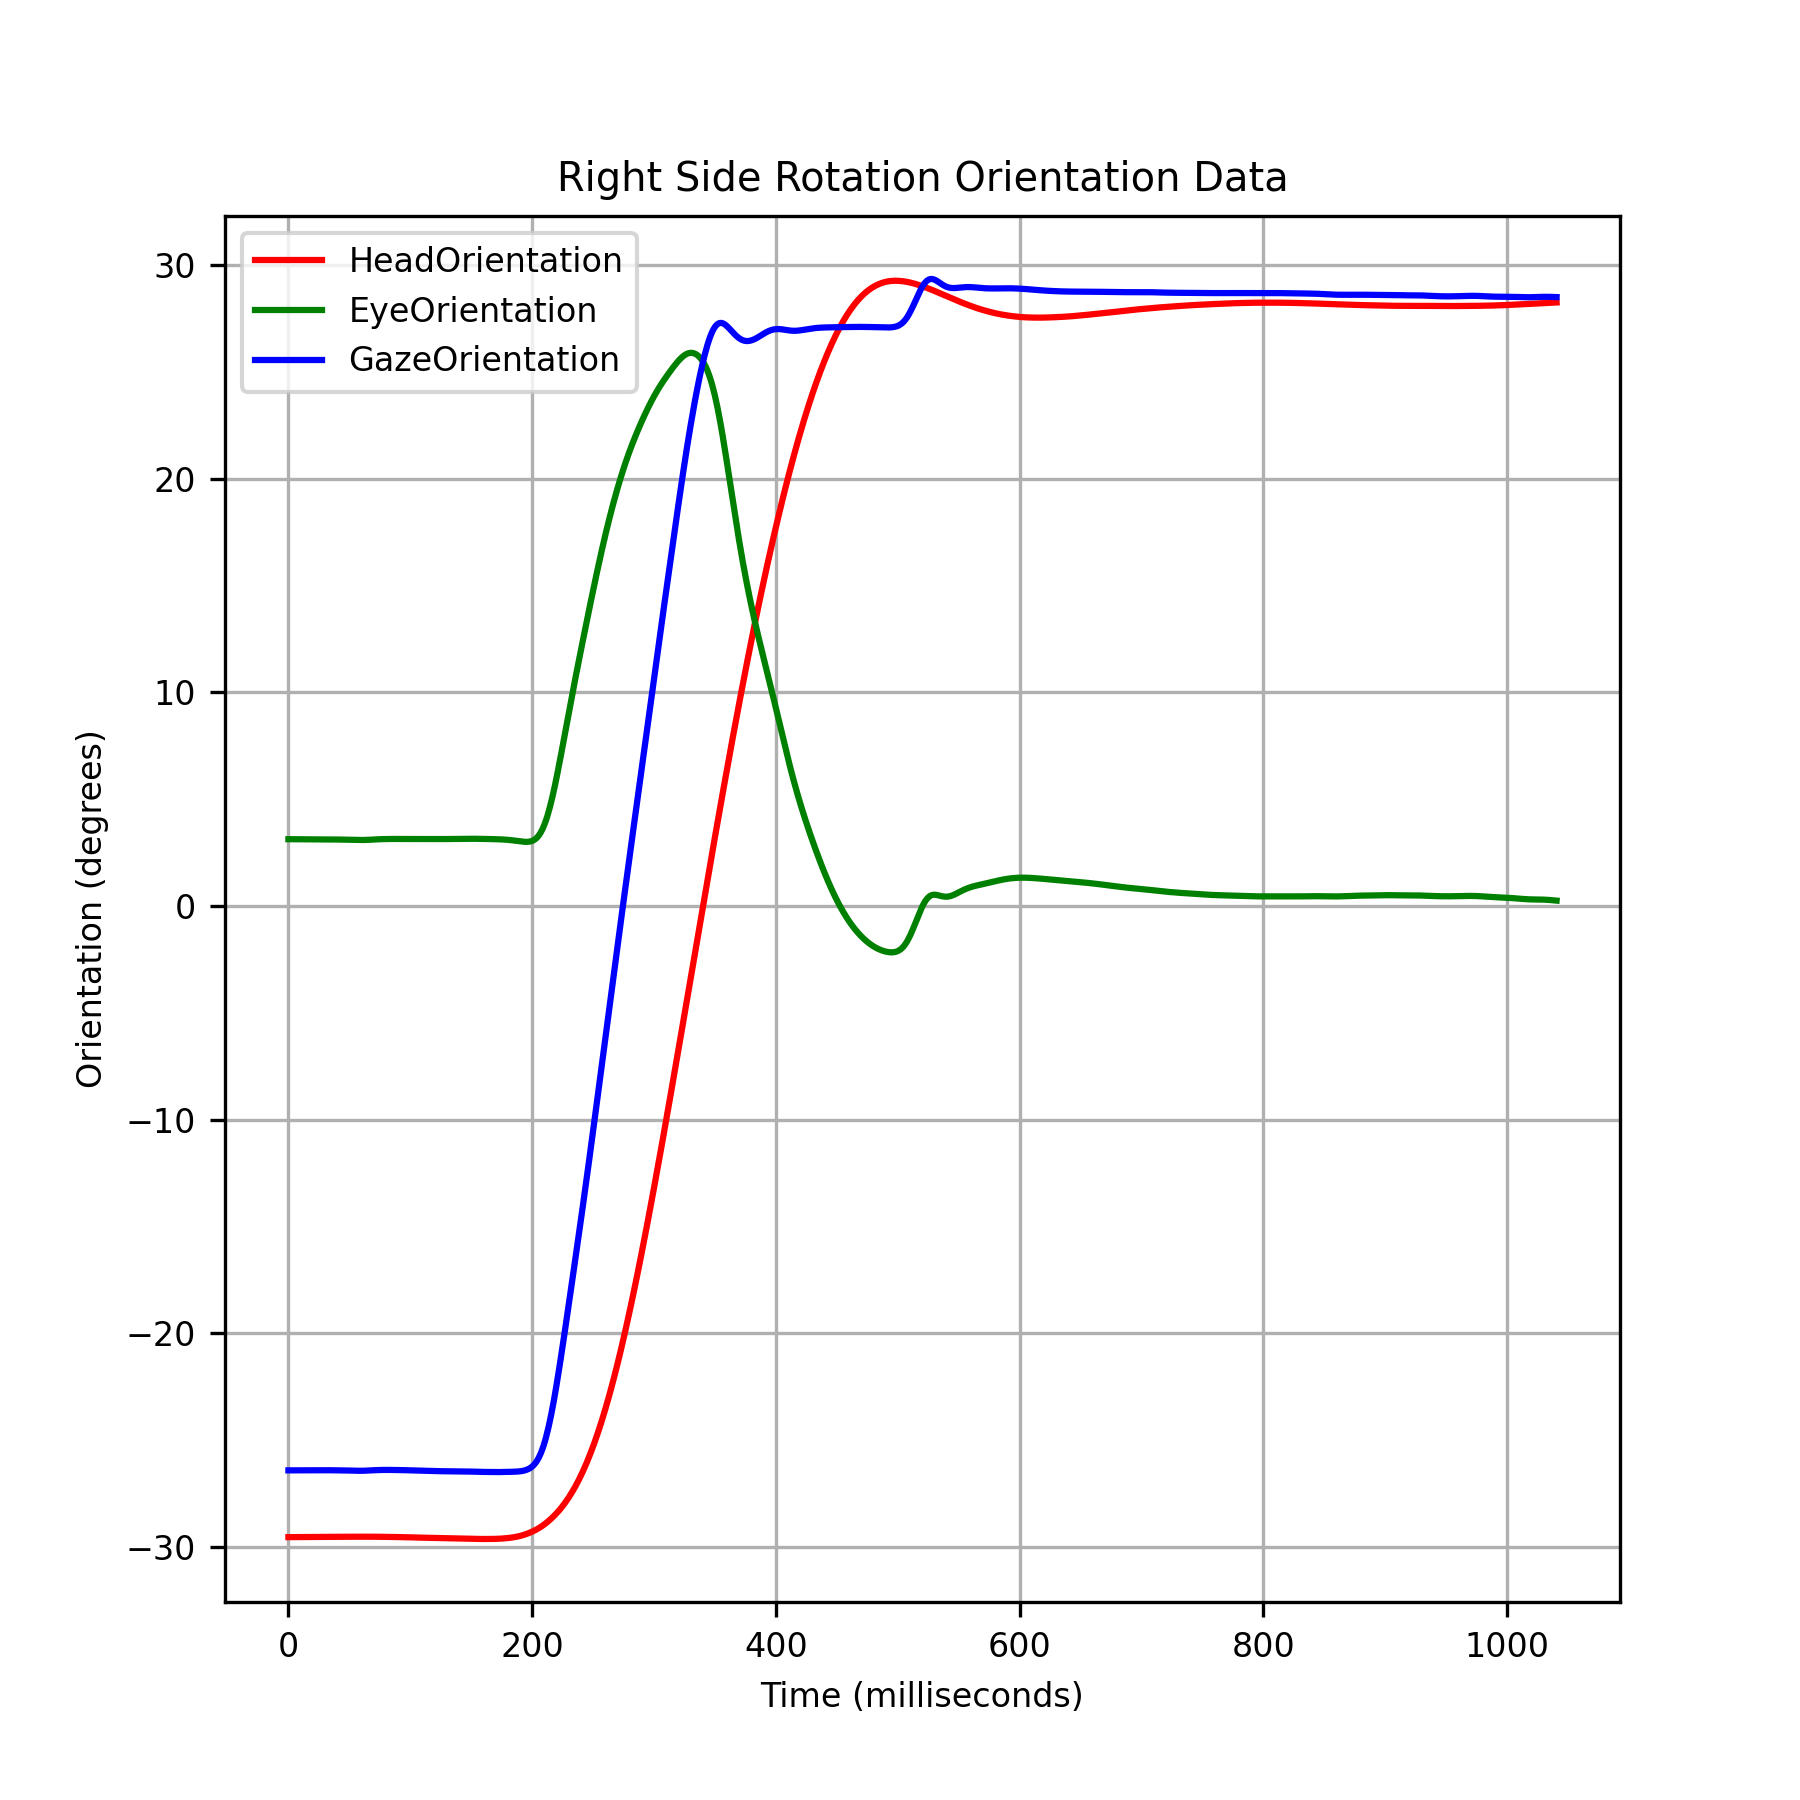 Right Side Rotation Orientation Data
HeadOrientation
EyeOrientation
GazeOrientation
30
20
10
0
−10
−20
−30
Orientation (degrees)
0 200 400 600 800 1000
Time (milliseconds)